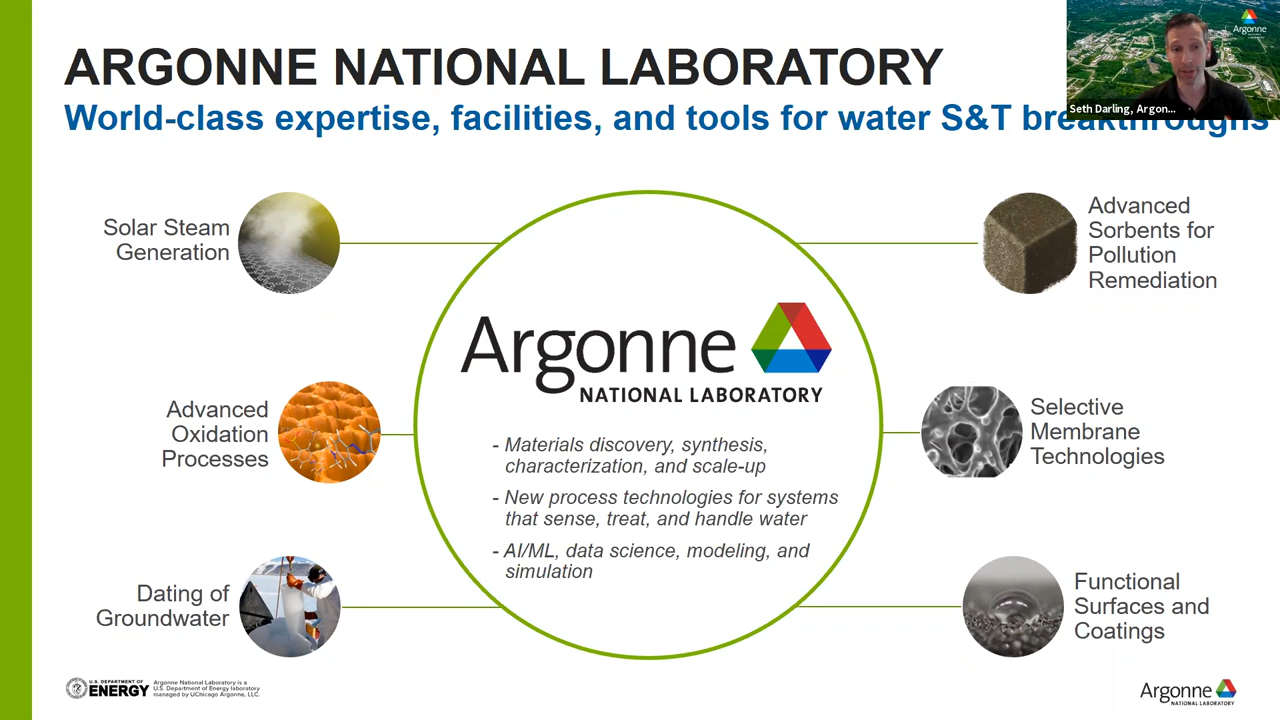 ARGONNE NATIONAL LABORATORY
World-class expertise, facilities, and tools for water S&T breakthroughs
Argonne
Seth Darling, Argon...
Solar Steam
Generation
Advanced
Oxidation
Processes
Dating of
Groundwater
Argonne
NATIONAL LABORATORY
- Materials discovery, synthesis,
characterization, and scale-up
- New process technologies for systems
that sense, treat, and handle water
- AI/ML, data science, modeling, and
simulation
Advanced
Sorbents for
Pollution
Remediation
Selective
Membrane
Technologies
Functional
Surfaces and
Coatings
U.S. DEPARTMENT OF
ENERGY
Argonne National Laboratory is a
U.S. Department of Energy laboratory
managed by UChicago Argonne, LLC.
Argonne
NATIONAL LABORATORY